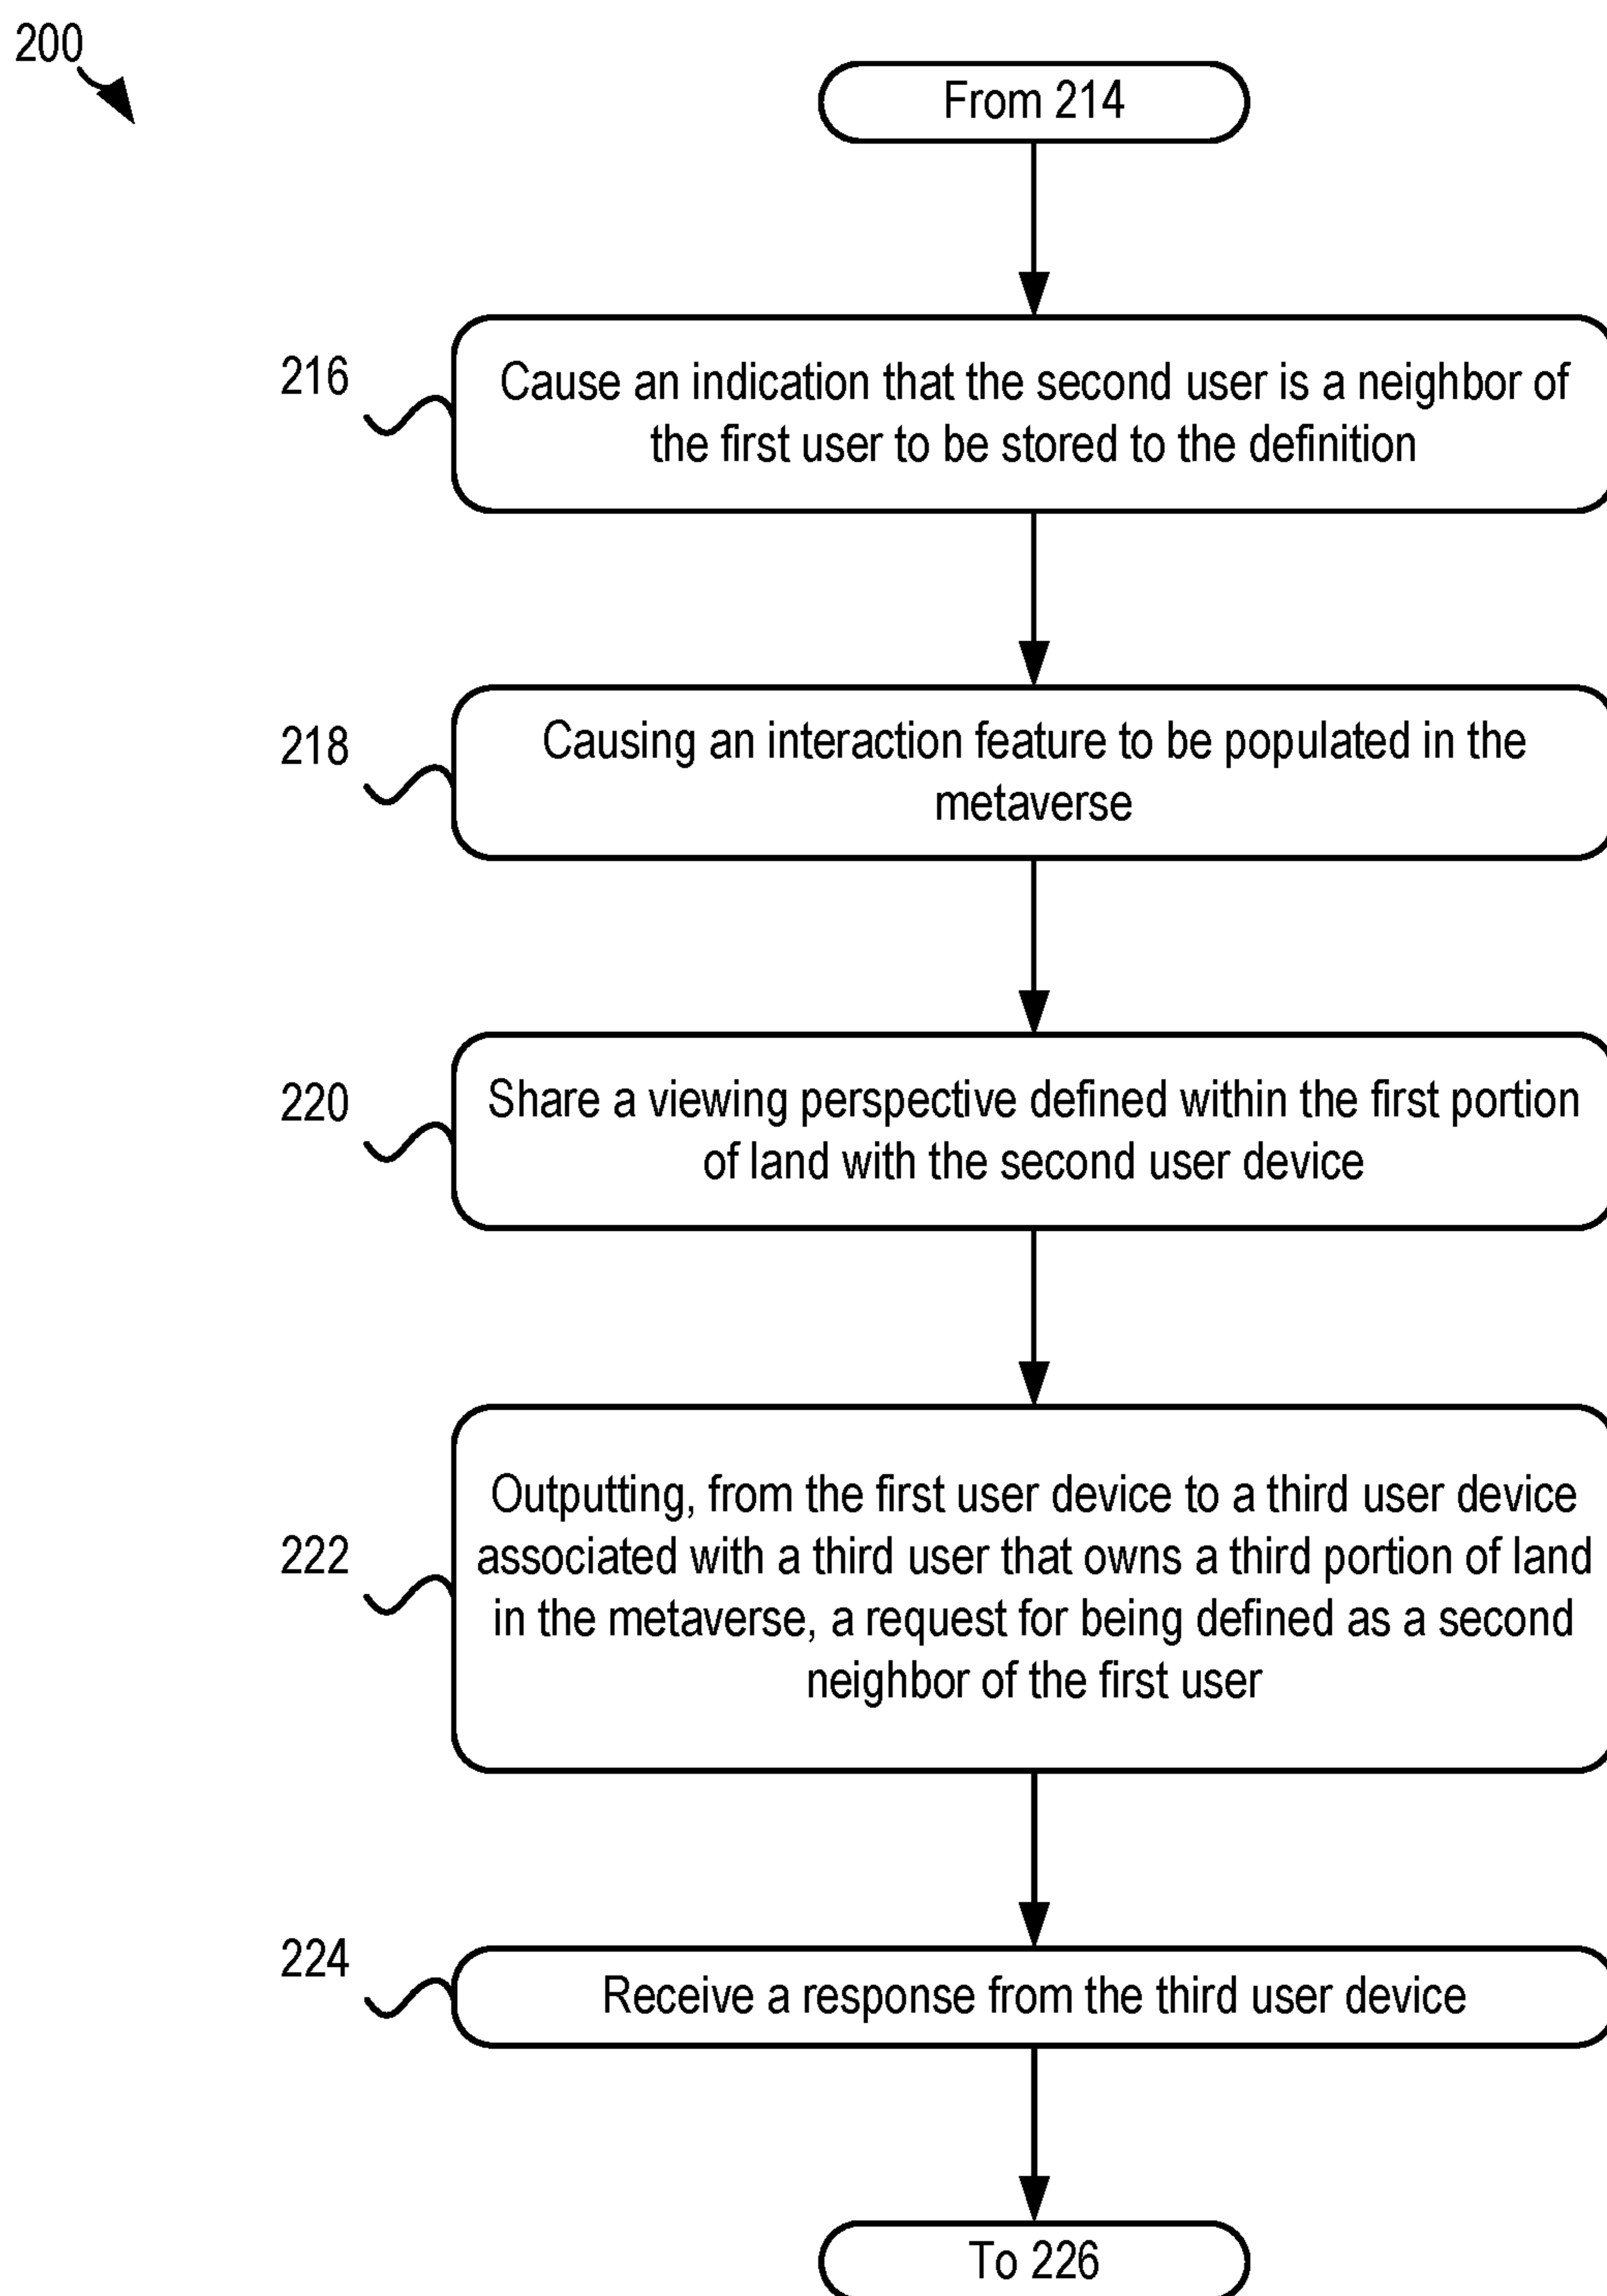 200
From 214
216
Cause an indication that the second user is a neighbor of
the first user to be stored to the definition
218
Causing an interaction feature to be populated in the
metaverse
220
Share a viewing perspective defined within the first portion
of land with the second user device
222
Outputting, from the first user device to a third user device
associated with a third user that owns a third portion of land
in the metaverse, a request for being defined as a second
neighbor of the first user
224
Receive a response from the third user device
To 226